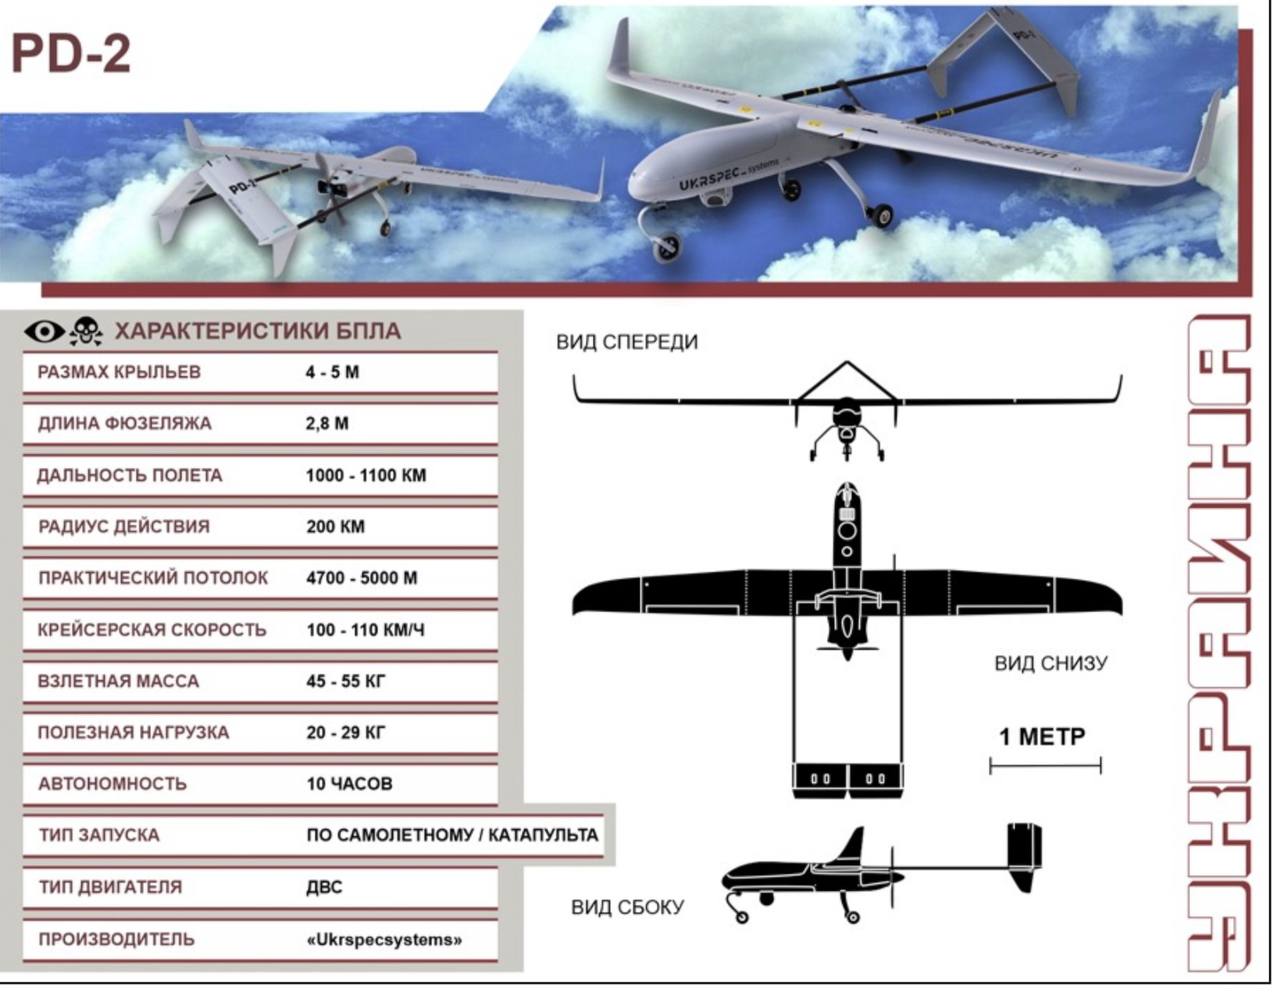 PD-2
PD-2
PD-2
UKRSPEC systems
ХАРАКТЕРИСТИКИ БПЛА
РАЗМАХ КРЫЛЬЕВ 4 - 5 М
ДЛИНА ФЮЗЕЛЯЖА 2,8 М
ДАЛЬНОСТЬ ПОЛЕТА 1000 - 1100 КМ
РАДИУС ДЕЙСТВИЯ 200 КМ
ПРАКТИЧЕСКИЙ ПОТОЛОК 4700 - 5000 М
КРЕЙСЕРСКАЯ СКОРОСТЬ 100 - 110 КМ/Ч
ВЗЛЕТНАЯ МАССА 45 - 55 КГ
ПОЛЕЗНАЯ НАГРУЗКА 20 - 29 КГ
АВТОНОМНОСТЬ 10 ЧАСОВ
ТИП ЗАПУСКА ПО САМОЛЕТНОМУ / КАТАПУЛЬТА
ТИП ДВИГАТЕЛЯ ДВС
ПРОИЗВОДИТЕЛЬ «Ukrspecsystems»
ВИД СПЕРЕДИ
ВИД СНИЗУ
1 МЕТР
ВИД СБОКУ
УКРАИНА